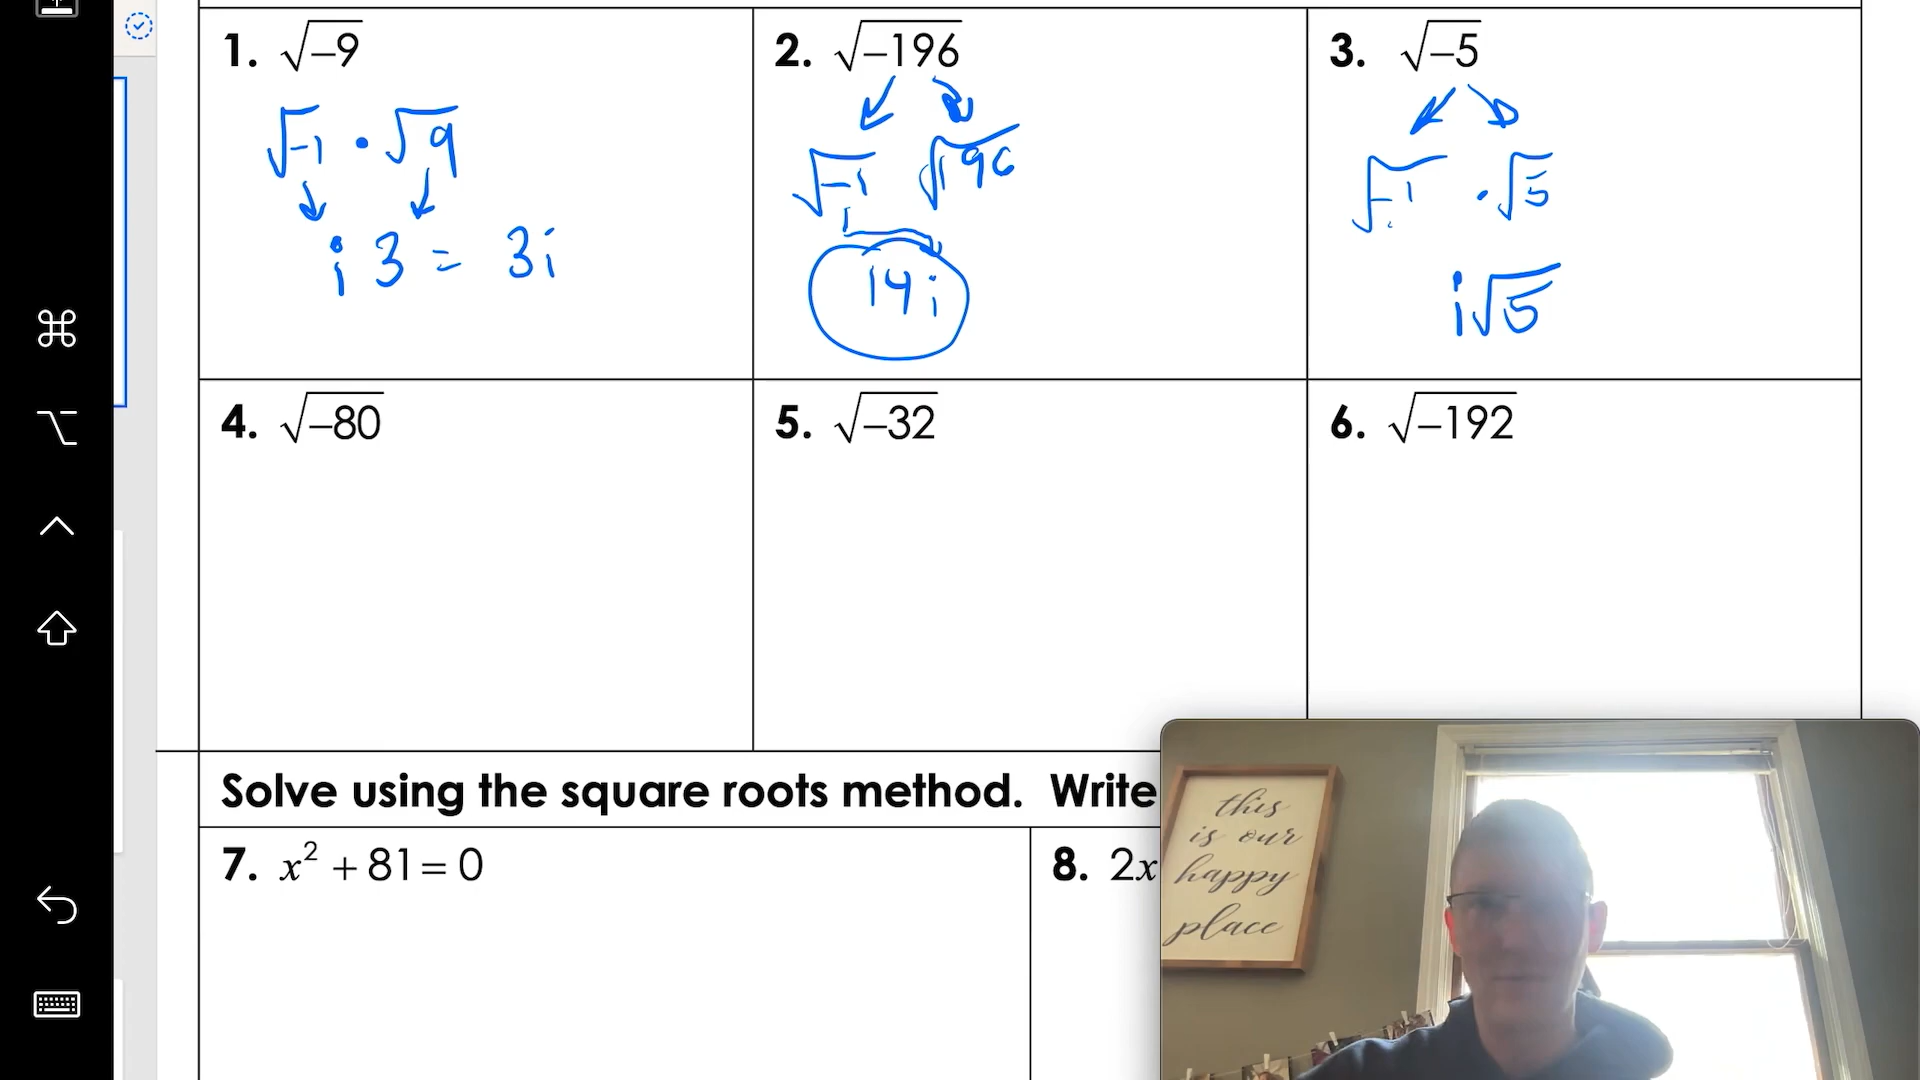 1. √–9
√-1 · √9
i 3 = 3i
2. √–196
√-1 √196
14i
3. √–5
√-1 · √5
i√5
4. √–80
5. √–32
6. √–192
Solve using the square roots method. Write
7. x² + 81 = 0
8. 2x
this
is our
happy
place